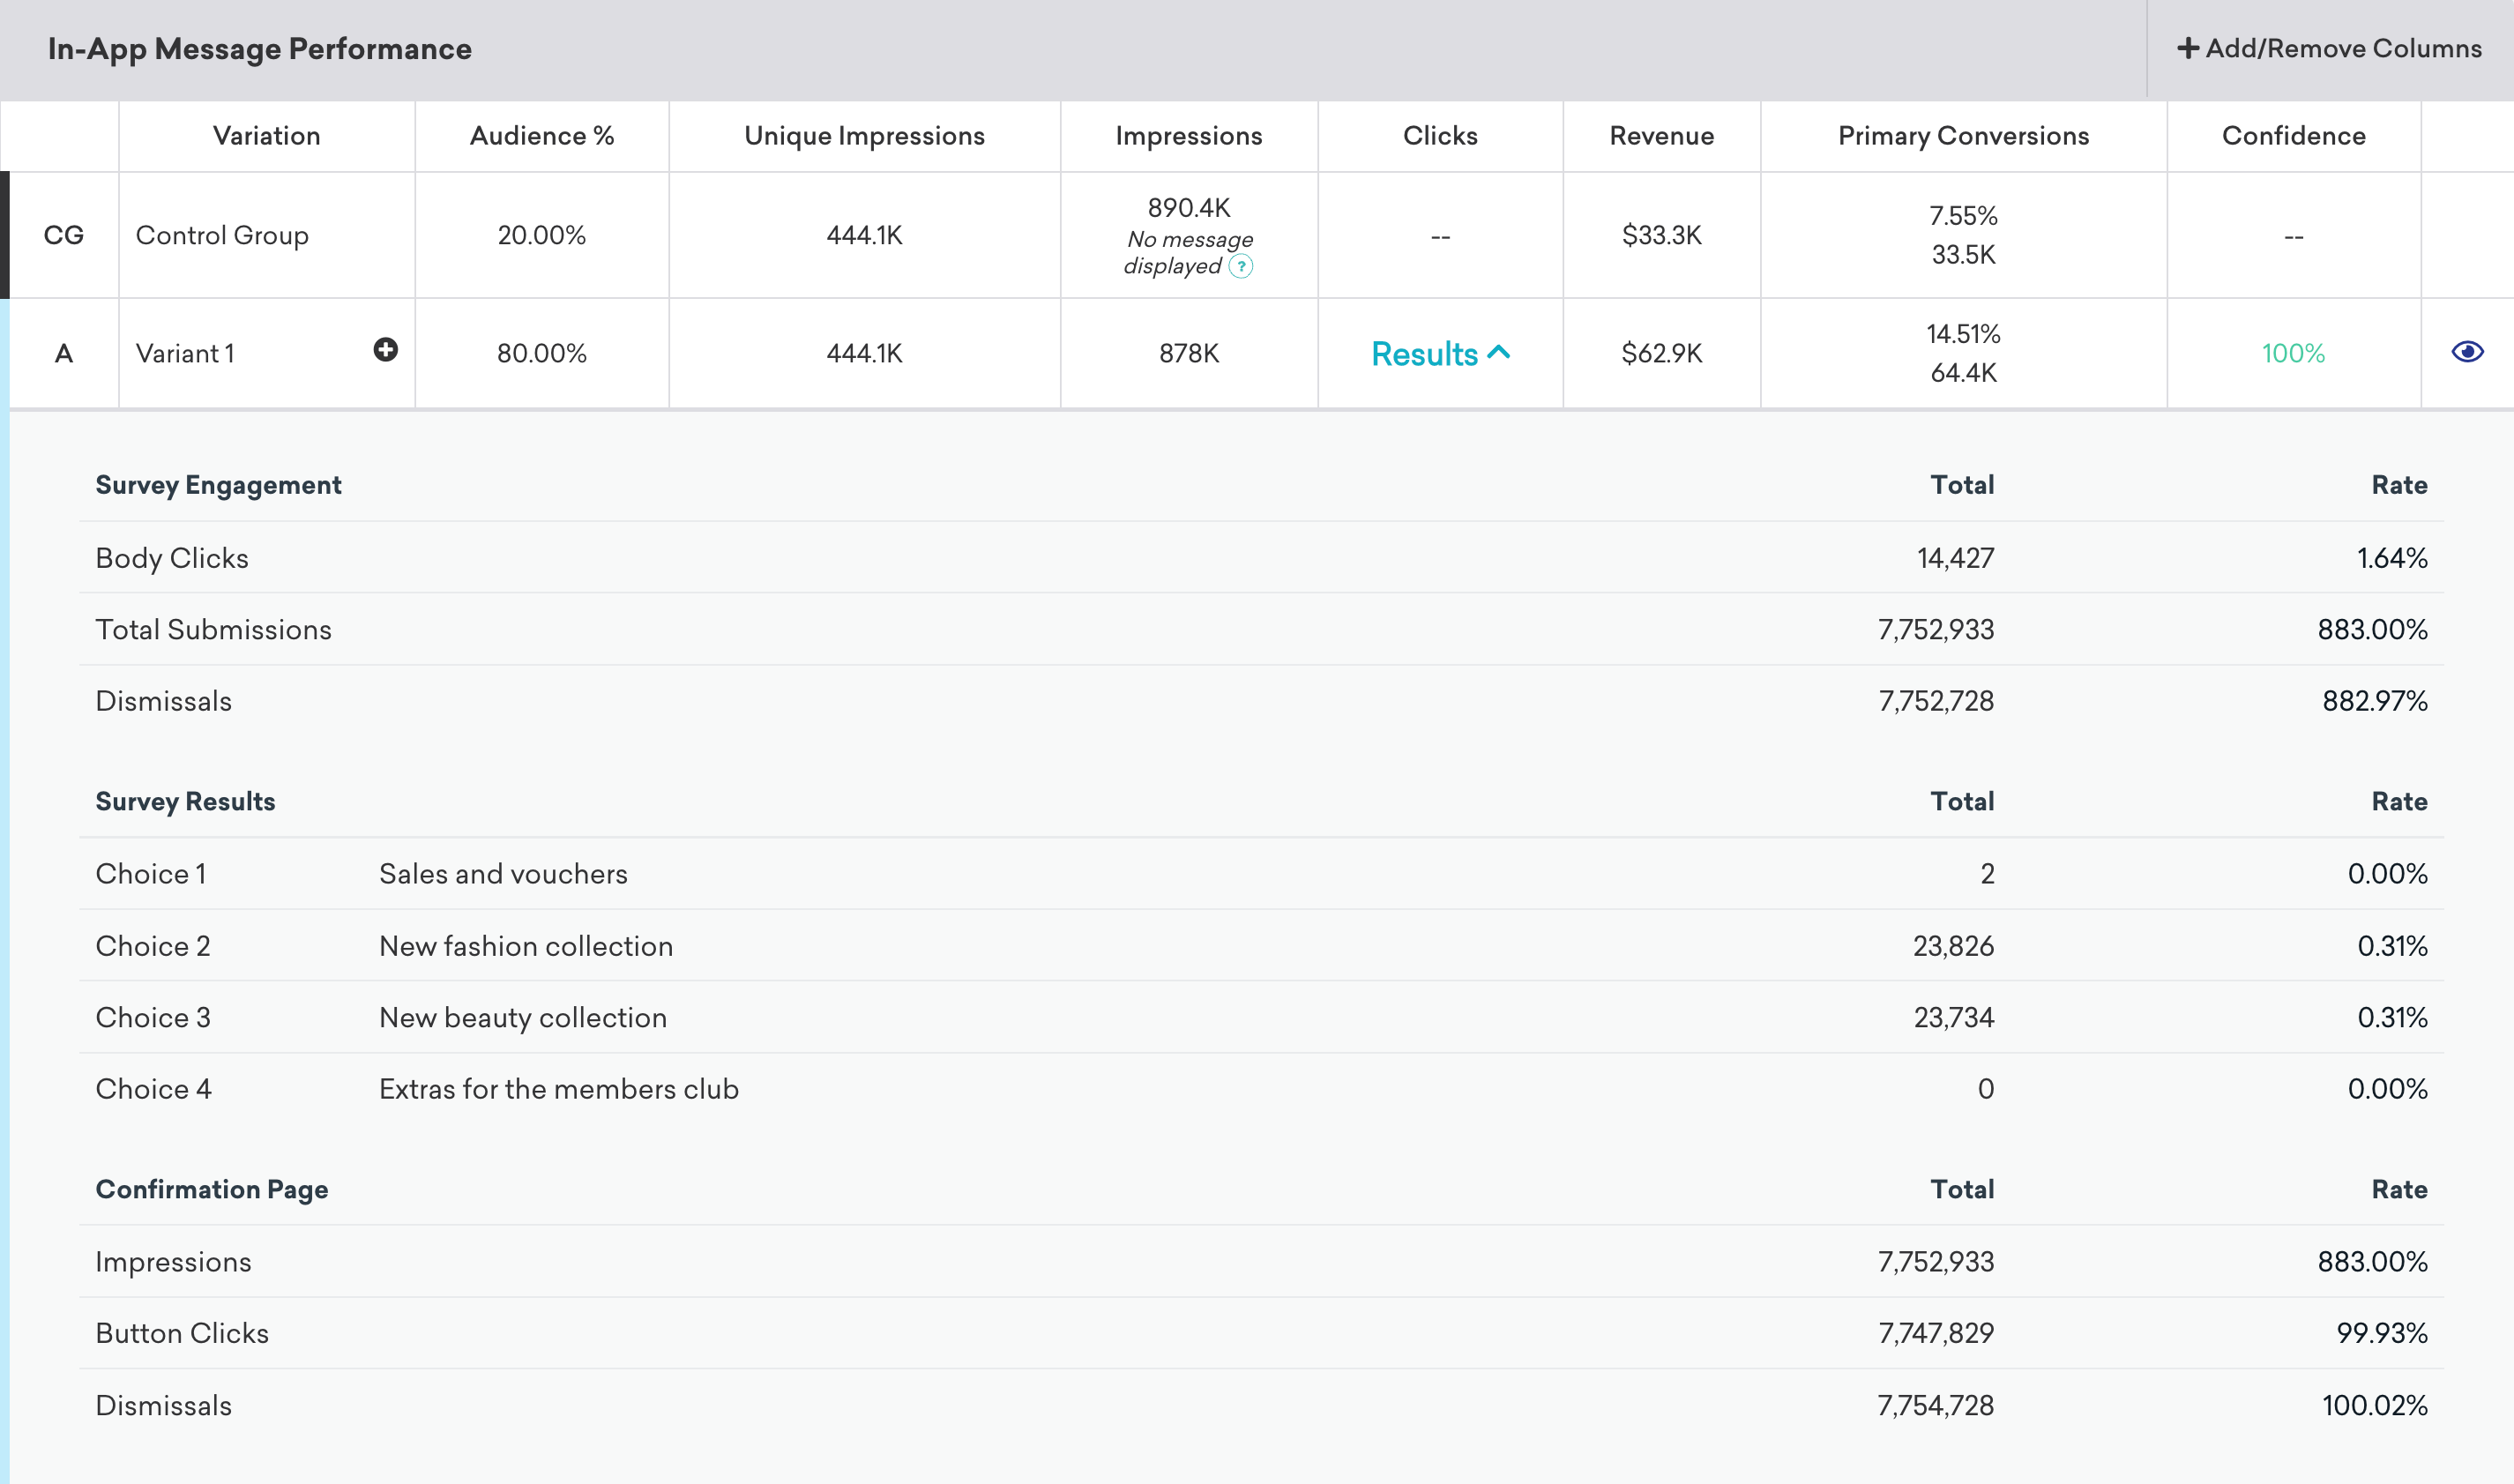 In-App Message Performance
+ Add/Remove Columns
Variation Audience % Unique Impressions Impressions Clicks Revenue Primary Conversions Confidence
CG Control Group 20.00% 444.1K 890.4K No message displayed ? -- $33.3K 7.55% 33.5K --
A Variant 1 80.00% 444.1K 878K Results $62.9K 14.51% 64.4K 100%
Survey Engagement Total Rate
Body Clicks 14,427 1.64%
Total Submissions 7,752,933 883.00%
Dismissals 7,752,728 882.97%
Survey Results Total Rate
Choice 1 Sales and vouchers 2 0.00%
Choice 2 New fashion collection 23,826 0.31%
Choice 3 New beauty collection 23,734 0.31%
Choice 4 Extras for the members club 0 0.00%
Confirmation Page Total Rate
Impressions 7,752,933 883.00%
Button Clicks 7,747,829 99.93%
Dismissals 7,754,728 100.02%